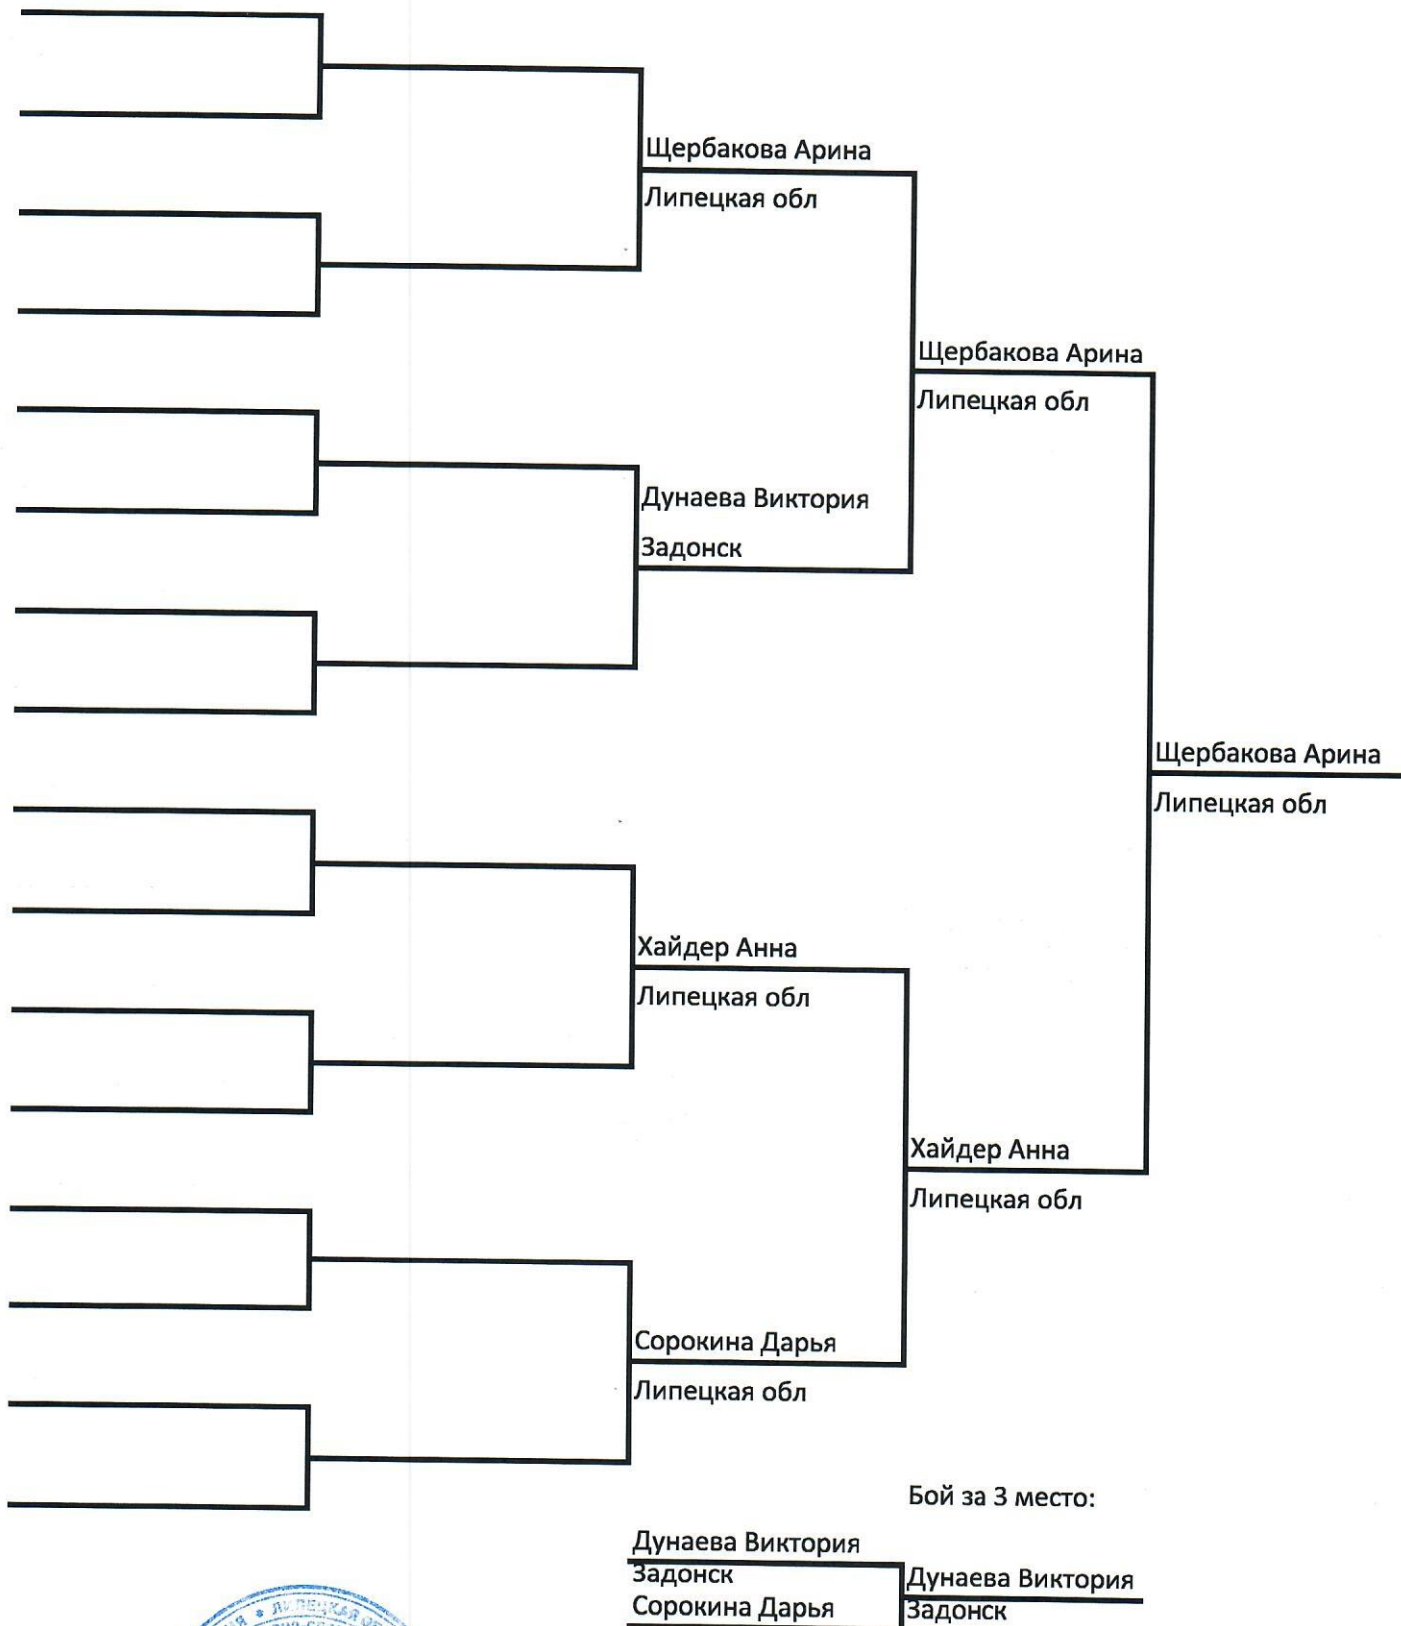 Щербакова Арина
Липецкая обл
Щербакова Арина
Липецкая обл
Дунаева Виктория
Задонск
Щербакова Арина
Липецкая обл
Хайдер Анна
Липецкая обл
Хайдер Анна
Липецкая обл
Сорокина Дарья
Липецкая обл
Бой за 3 место:
Дунаева Виктория
Задонск
Дунаева Виктория
Сорокина Дарья
Задонск
ЛИПЕЦКАЯ